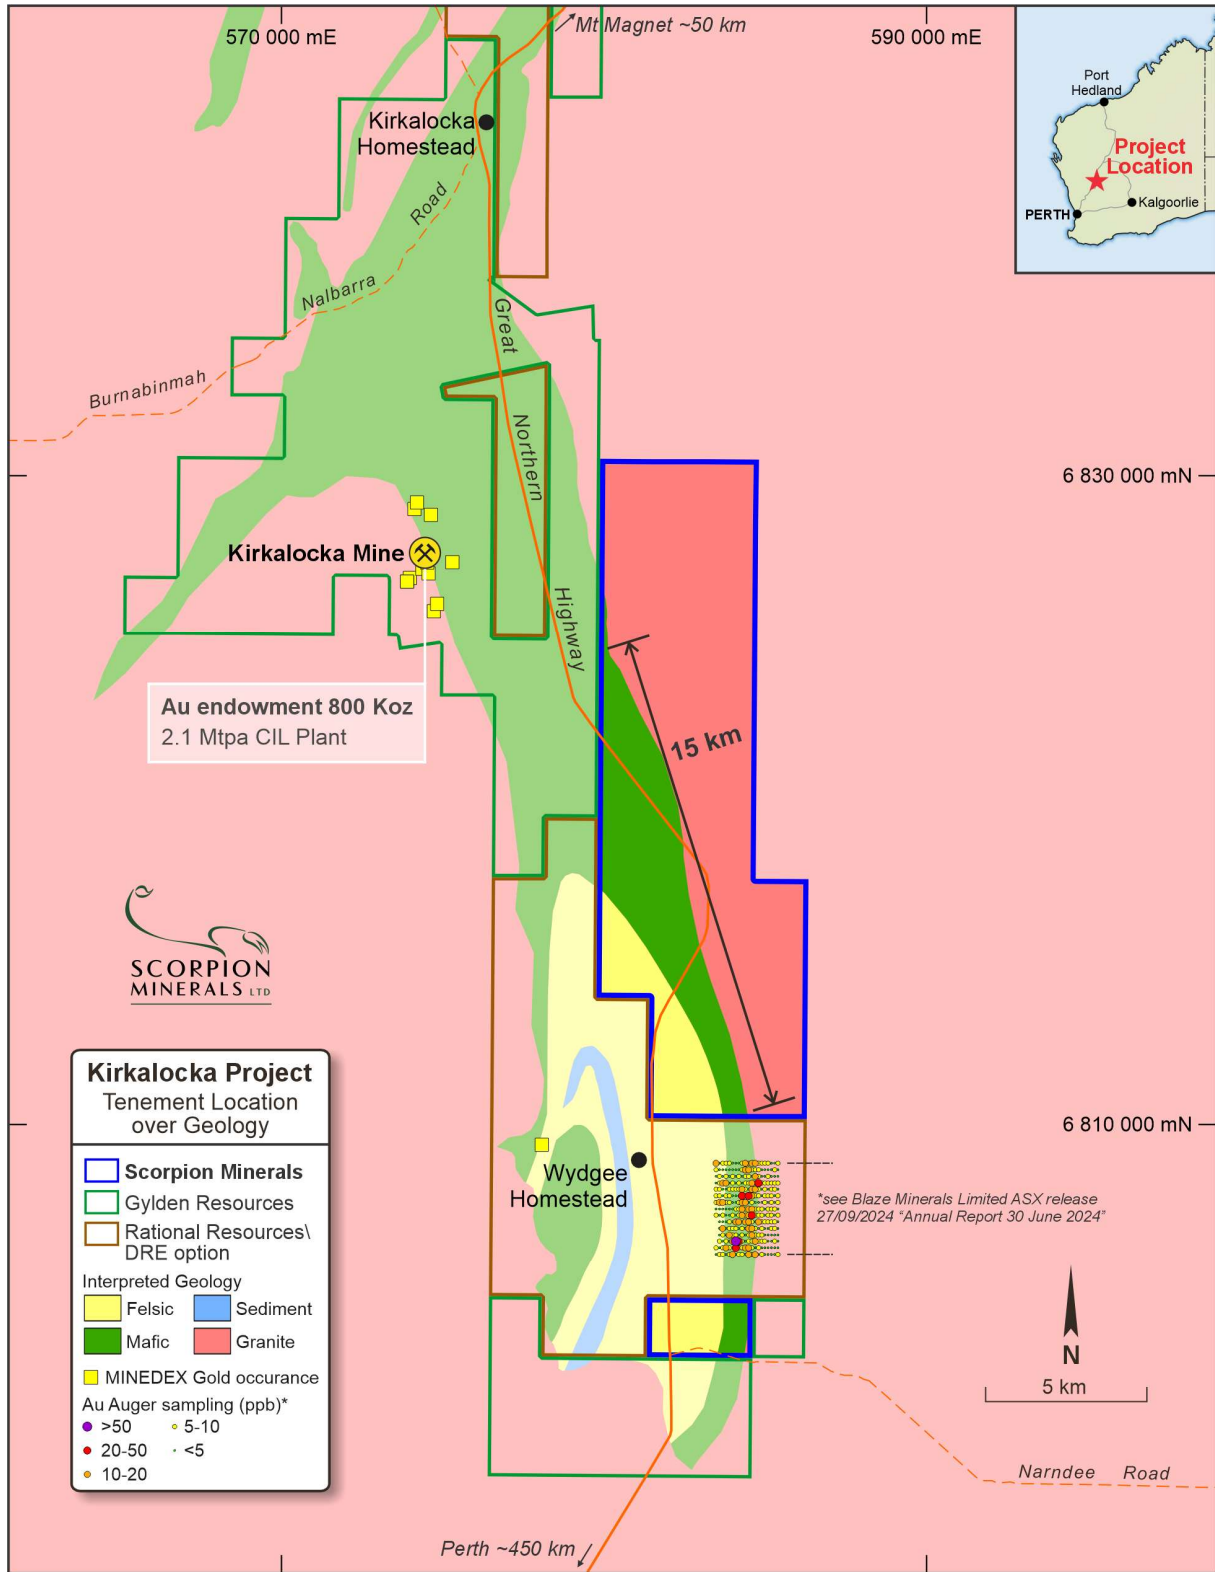 570 000 mE
Mt Magnet ~50 km
590 000 mE
Port
Hedland
Project
Location
Kalgoorlie
PERTH
Kirkalocka
Homestead
Road
Nalbarra
Burnabinmah
Great
Northern
Highway
6 830 000 mN
Kirkalocka Mine
Au endowment 800 Koz
2.1 Mtpa CIL Plant
15 km
SCORPION
MINERALS LTD
6 810 000 mN
Wydgee
Homestead
*see Blaze Minerals Limited ASX release
27/09/2024 “Annual Report 30 June 2024”
Kirkalocka Project
Tenement Location
over Geology
Scorpion Minerals
Gylden Resources
Rational Resources\
DRE option
Interpreted Geology
Felsic
Sediment
Mafic
Granite
MINEDEX Gold occurance
Au Auger sampling (ppb)*
>50
5-10
20-50
<5
10-20
N
5 km
Narndee Road
Perth ~450 km